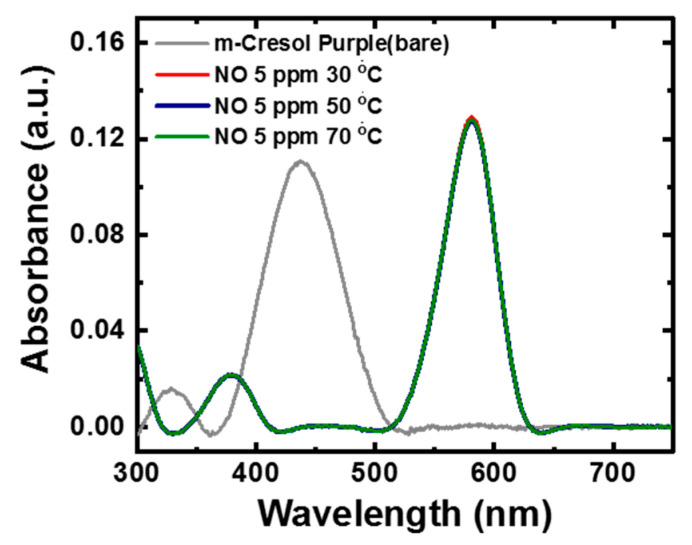 0.16
0.12
0.08
0.04
0.00
Absorbance (a.u.)
m-Cresol Purple(bare)
NO 5 ppm 30 °C
NO 5 ppm 50 °C
NO 5 ppm 70 °C
300 400 500 600 700
Wavelength (nm)